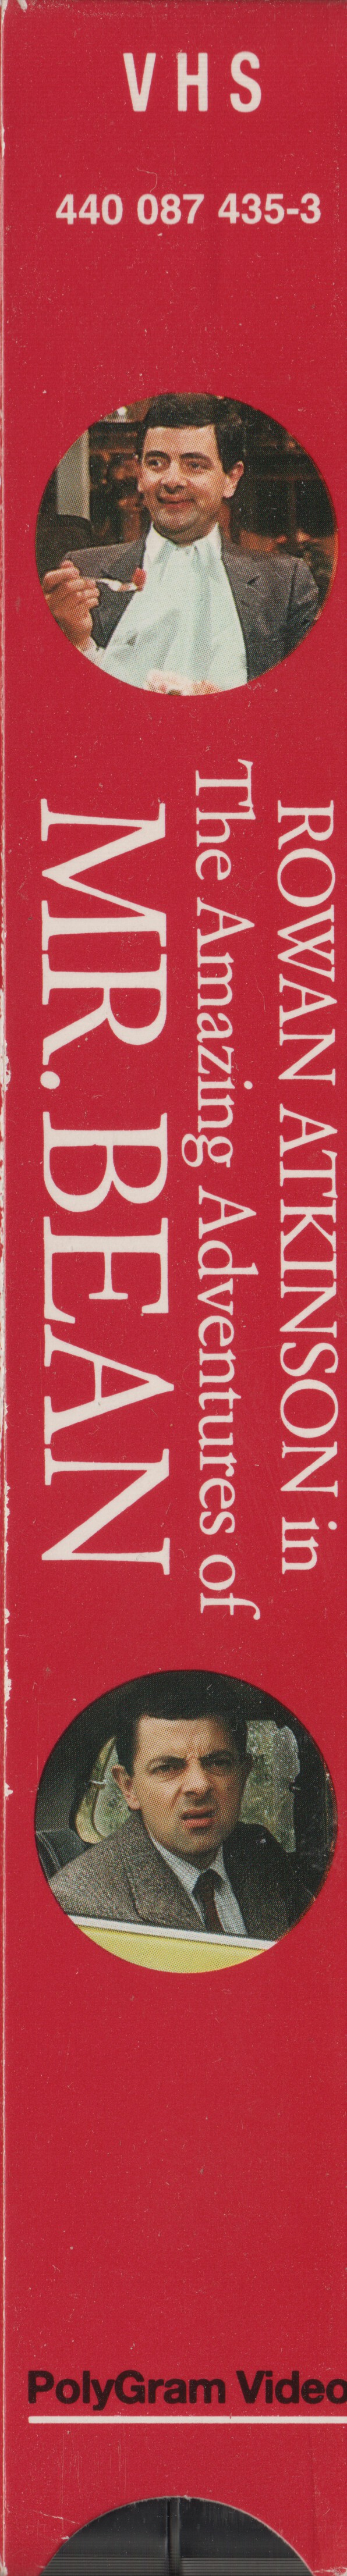 VHS
440 087 435-3
ROWAN ATKINSON in
The Amazing Adventures of
MR. BEAN
PolyGram Video